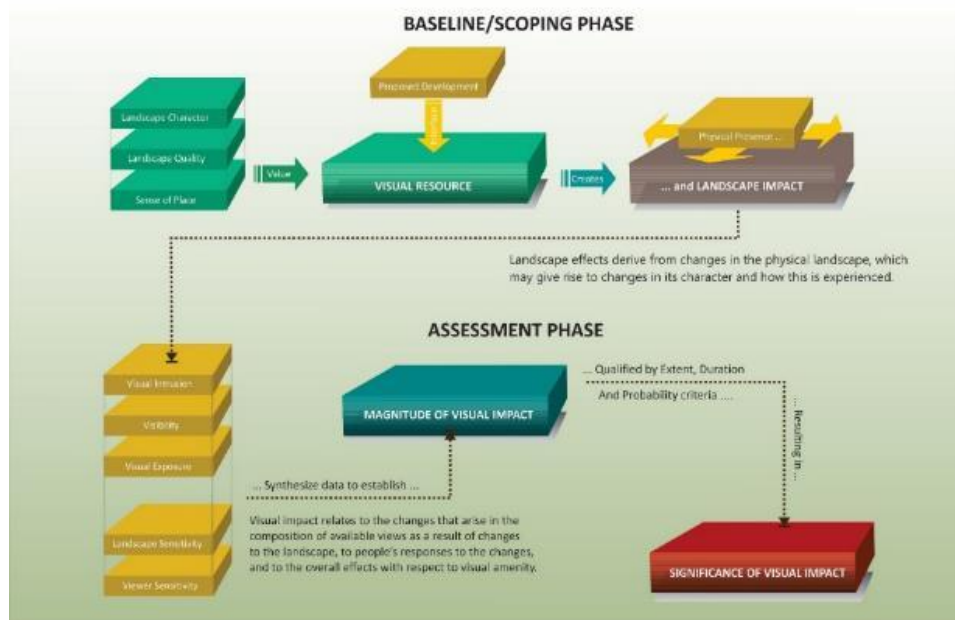 BASELINE/SCOPING PHASE
Proposed Development
Landscape Character
Landscape Quality
Sense of Place
Value
Interface
VISUAL RESOURCE
Creates
Physical Presence ...
... and LANDSCAPE IMPACT
Landscape effects derive from changes in the physical landscape, which
may give rise to changes in its character and how this is experienced.
ASSESSMENT PHASE
Visual Intrusion
Visibility
Visual Exposure
Landscape Sensitivity
Viewer Sensitivity
MAGNITUDE OF VISUAL IMPACT
... Qualified by Extent, Duration
And Probability criteria ....
... Resulting in ...
... Synthesize data to establish ...
Visual impact relates to the changes that arise in the
composition of available views as a result of changes
to the landscape, to people's responses to the changes,
and to the overall effects with respect to visual amenity.
SIGNIFICANCE OF VISUAL IMPACT